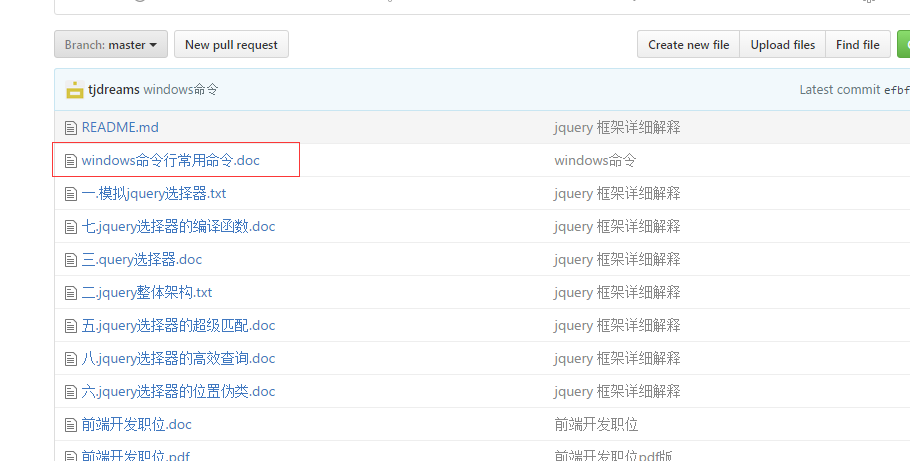 Branch: master New pull request Create new file Upload files Find file
tjdreams windows命令 Latest commit efbf
README.md jquery 框架详细解释
windows命令行常用命令.doc windows命令
一.模拟jquery选择器.txt jquery 框架详细解释
七.jquery选择器的编译函数.doc jquery 框架详细解释
三.query选择器.doc jquery 框架详细解释
二.jquery整体架构.txt jquery 框架详细解释
五.jquery选择器的超级匹配.doc jquery 框架详细解释
八.jquery选择器的高效查询.doc jquery 框架详细解释
六.jquery选择器的位置伪类.doc jquery 框架详细解释
前端开发职位.doc 前端开发职位
前端开发职位.pdf 前端开发职位pdf版